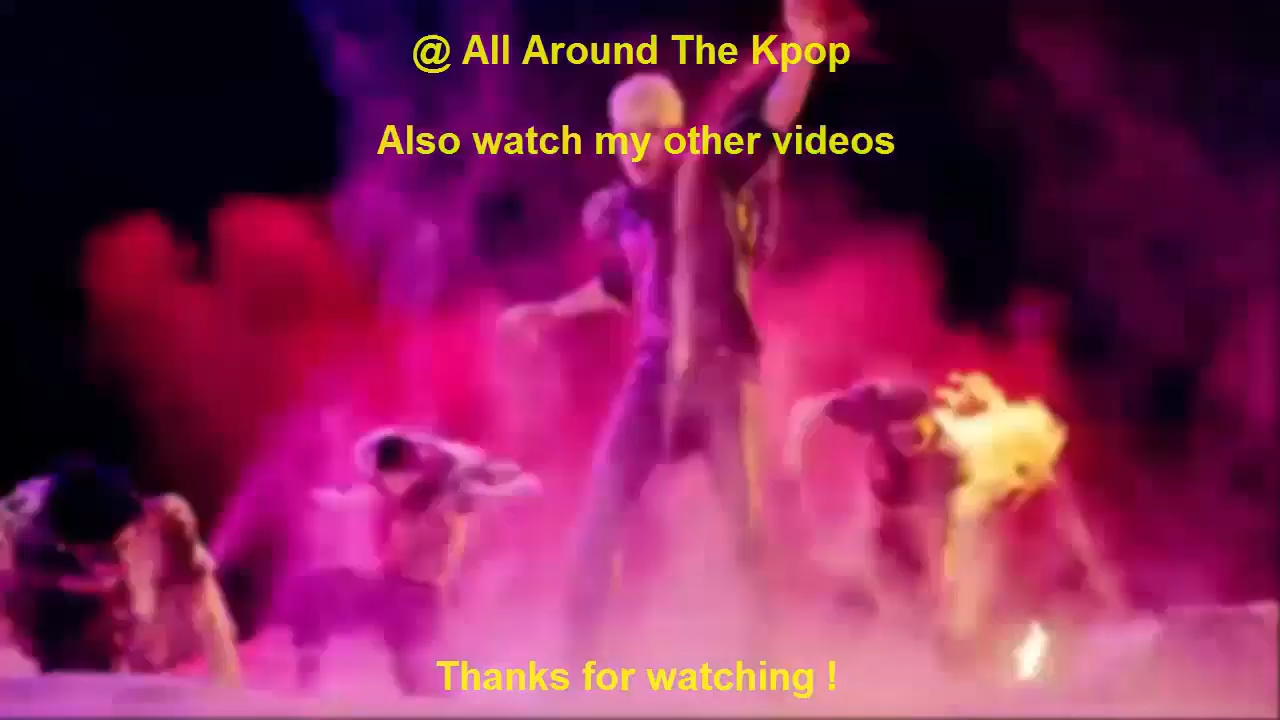 @ All Around The Kpop
Also watch my other videos
Thanks for watching !